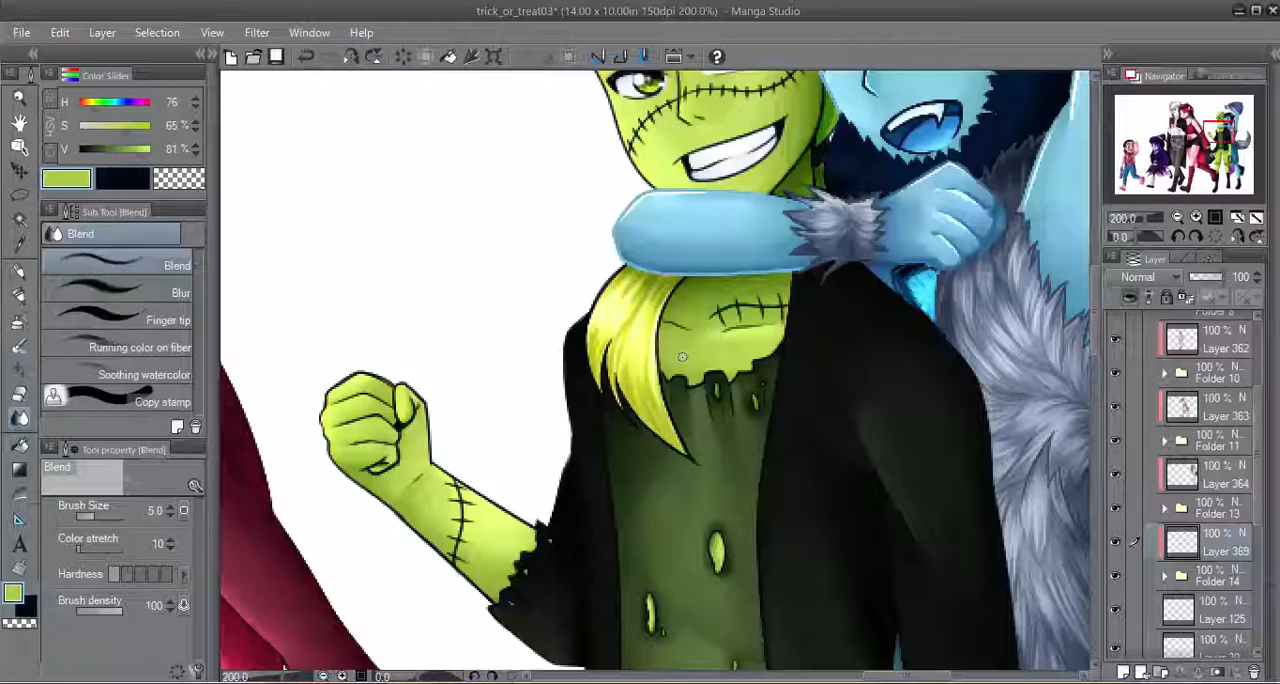 trick_or_treat03* (14.00 x 10.00in 150dpi 200.0%) - Manga Studio
File Edit Layer Selection View Filter Window Help
Color Slider
Navigator
H 76
S 65 %
V 81 %
HSV
Sub Tool [Blend]
Blend
Blend
Blur
Finger tip
Running color on fiber
Soothing watercolor
Copy stamp
Tool property [Blend]
Blend
Brush Size 5.0
Color stretch 10
Hardness
Brush density 100
200.0 0.0
200.0
0.0
Layer
Normal 100
Folder 8
100 % N
Layer 362
100 % N...
Folder 10
100 % N
Layer 363
100 % N...
Folder 11
100 % N
Layer 364
100 % N...
Folder 13
100 % N
Layer 369
100 % N...
Folder 14
100 % N
Layer 125
100 % N